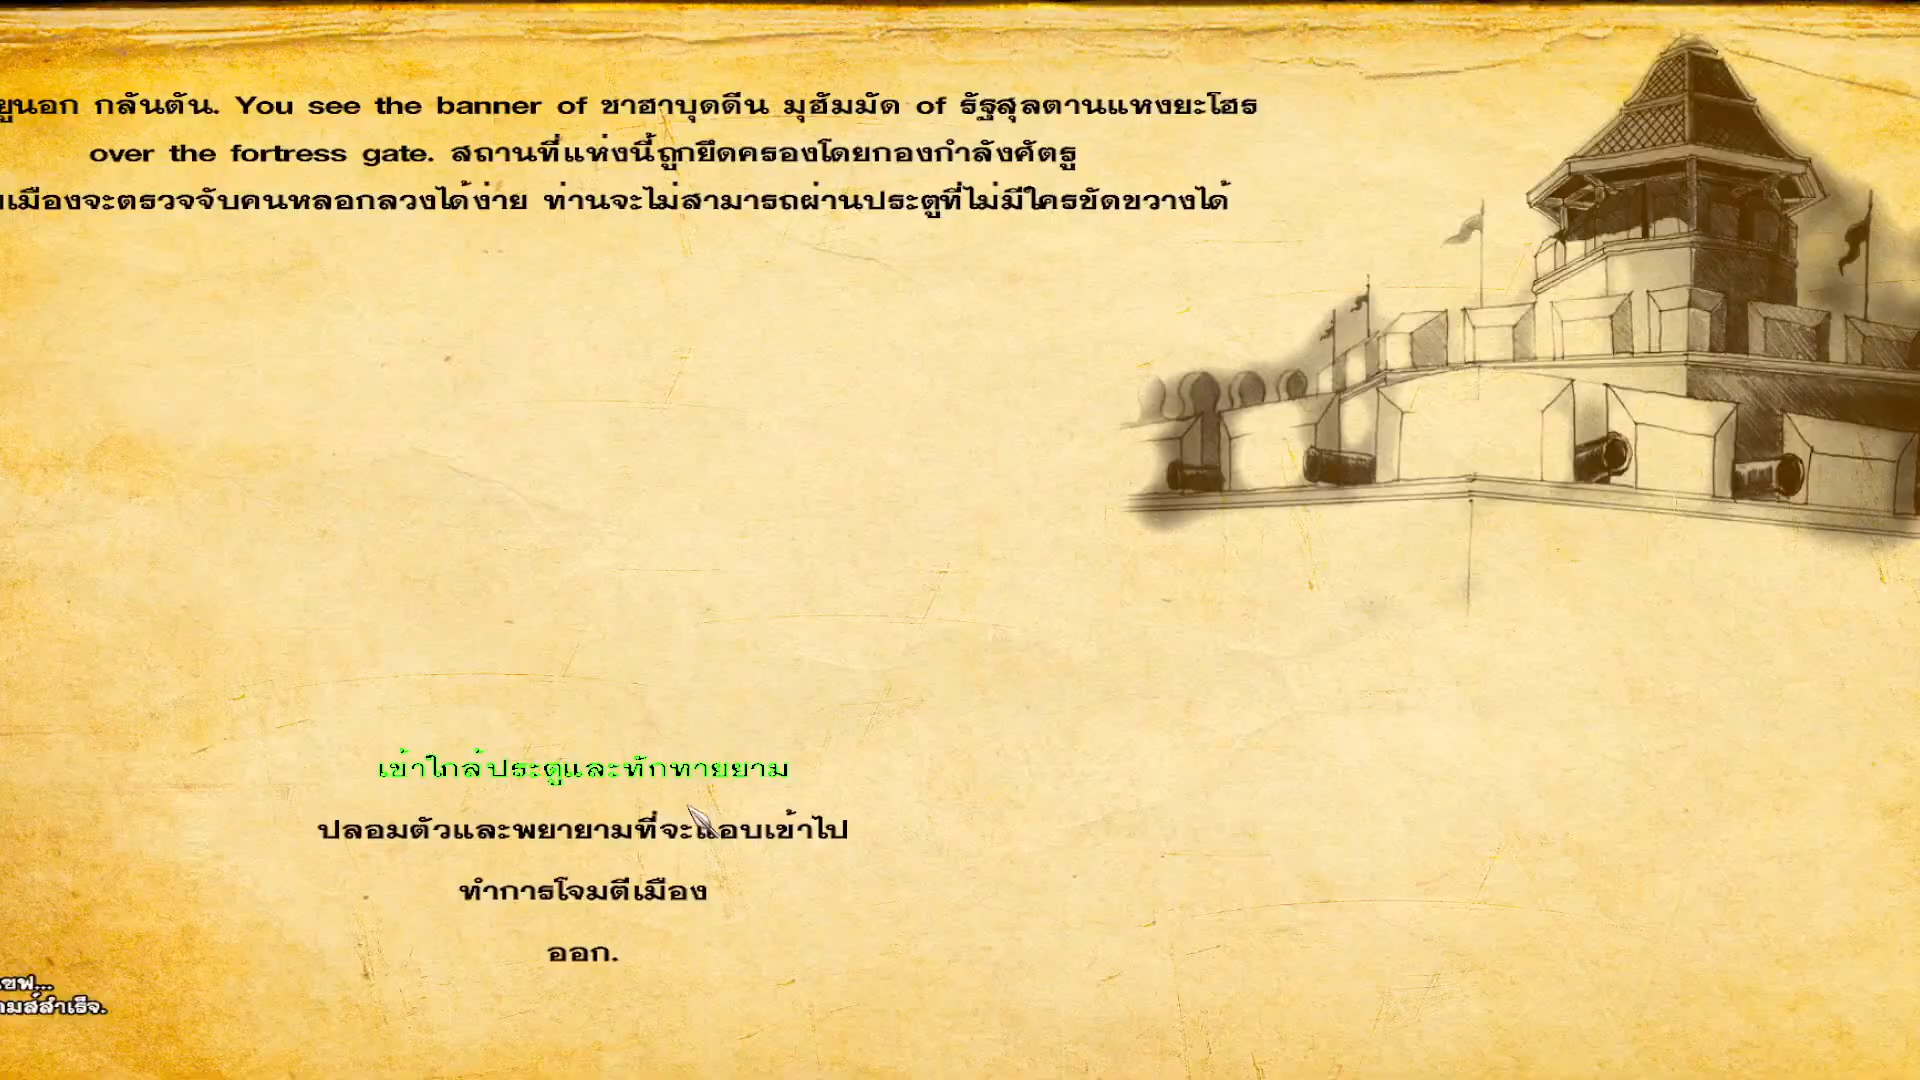 ยูนอก กลันตัน. You see the banner of ชาฮาบุดดีน มุฮัมมัด of รัฐสุลตานแหงยะโฮร
over the fortress gate. สถานที่แห่งนี้ถูกยึดครองโดยกองกำลังศัตรู
เมืองจะตรวจจับคนหลอกลวงได้ง่าย ท่านจะไม่สามารถผ่านประตูที่ไม่มีใครขัดขวางได้
เข้าใกล้ประตูและทักทายยาม
ปลอมตัวและพยายามที่จะแอบเข้าไป
ทำการโจมตีเมือง
ออก.
เซฟ...
เกมส์สำเร็จ.